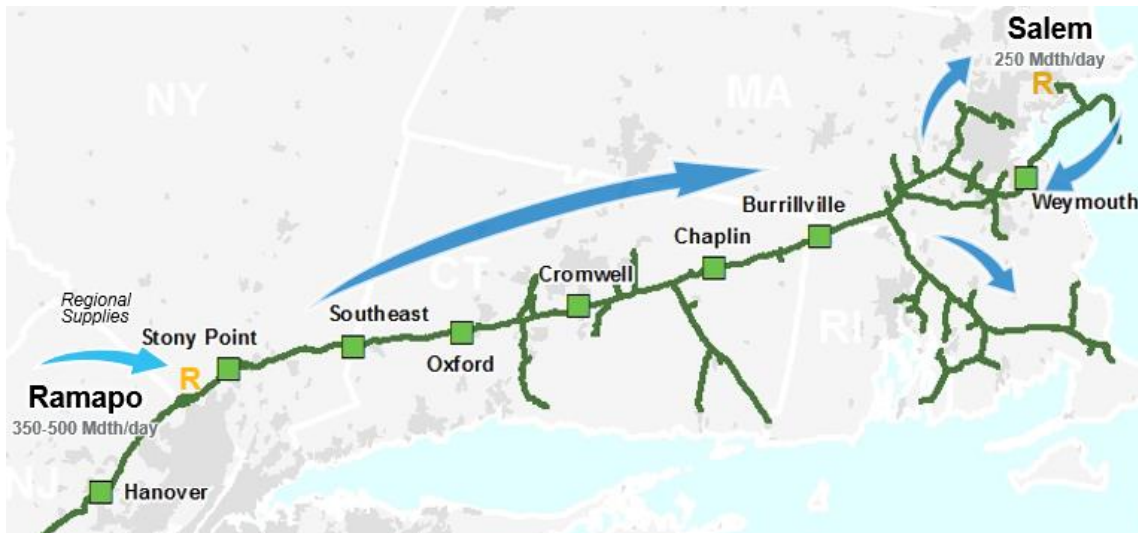 Salem
250 Mdth/day
R
NY
MA
Weymouth
Burrillville
Chaplin
CT
Cromwell
Regional
Supplies
Southeast
Stony Point
Oxford
RI
R
Ramapo
350-500 Mdth/day
NJ
Hanover